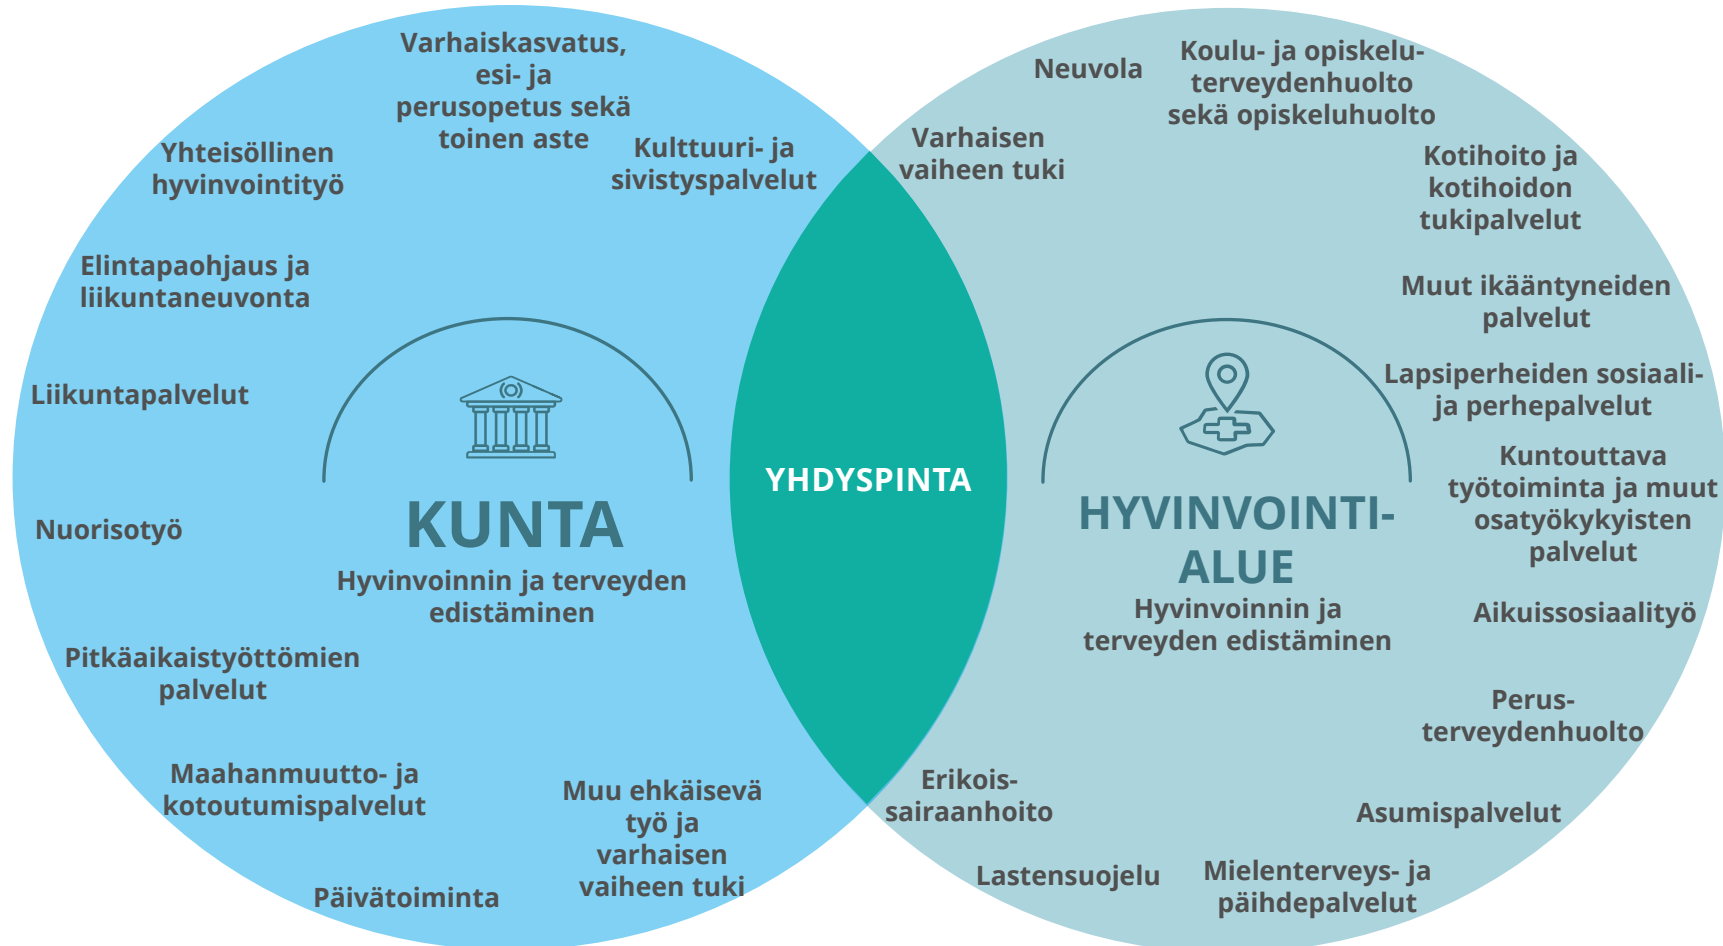 Varhaiskasvatus,
esi- ja
perusopetus sekä
toinen aste
Kulttuuri- ja
sivistyspalvelut
Yhteisöllinen
hyvinvointityö
Elintapaohjaus ja
liikuntaneuvonta
Liikuntapalvelut
Nuorisotyö
KUNTA
Hyvinvoinnin ja terveyden
edistäminen
Pitkäaikaistyöttömien
palvelut
Maahanmuutto- ja
kotoutumispalvelut
Muu ehkäisevä
työ ja
varhaisen
vaiheen tuki
Päivätoiminta
YHDYSPINTA
Neuvola
Koulu- ja opiskelu-
terveydenhuolto
sekä opiskeluhuolto
Varhaisen
vaiheen tuki
Kotihoito ja
kotihoidon
tukipalvelut
Muut ikääntyneiden
palvelut
Lapsiperheiden sosiaali-
ja perhepalvelut
Kuntouttava
työtoiminta ja muut
osatyökykyisten
palvelut
HYVINVOINTI-
ALUE
Hyvinvoinnin ja
terveyden edistäminen
Aikuissosiaalityö
Perus-
terveydenhuolto
Erikois-
sairaanhoito
Asumispalvelut
Lastensuojelu
Mielenterveys- ja
päihdepalvelut